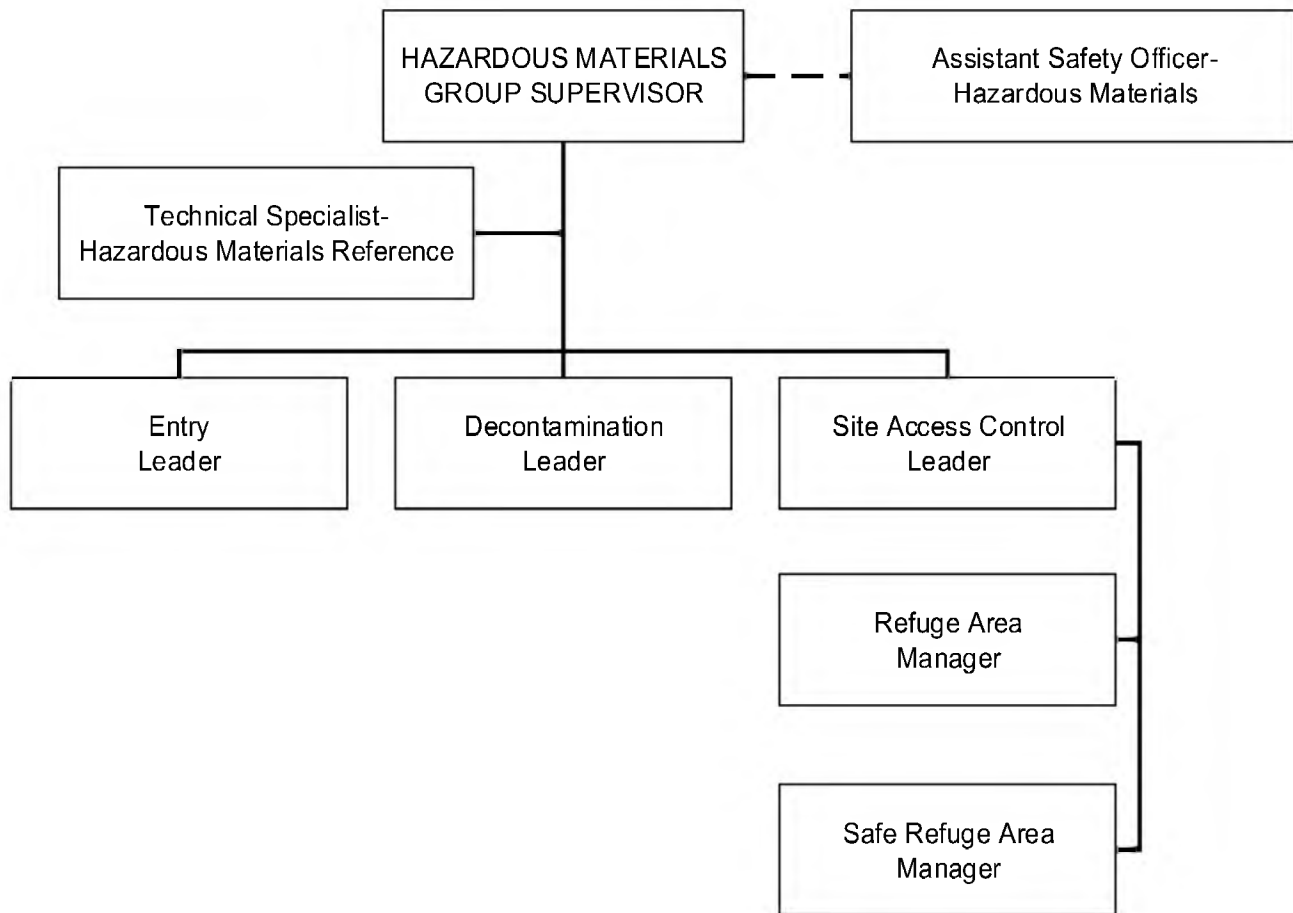 HAZARDOUS MATERIALS
GROUP SUPERVISOR
Assistant Safety Officer-
Hazardous Materials
Technical Specialist-
Hazardous Materials Reference
Entry
Leader
Decontamination
Leader
Site Access Control
Leader
Refuge Area
Manager
Safe Refuge Area
Manager